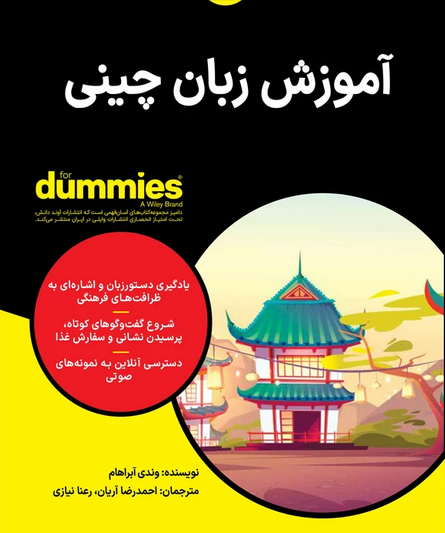 آموزش زبان چینی
for
dummies®
A Wiley Brand
دامیز مجموعه‌کتاب‌های آسان‌فهمی است که انتشارات آوند دانش،
تحت امتیاز انحصاری انتشارات وایلی در ایران منتشر می‌کند.
یادگیری دستورزبان و اشاره‌ای به
ظرافت‌های فرهنگی
شروع گفت‌وگوهای کوتاه،
پرسیدن نشانی و سفارش غذا
دسترسی آنلاین به نمونه‌های
صوتی
نویسنده: وندی آبراهام
مترجمان: احمدرضا آریان، رعنا نیازی